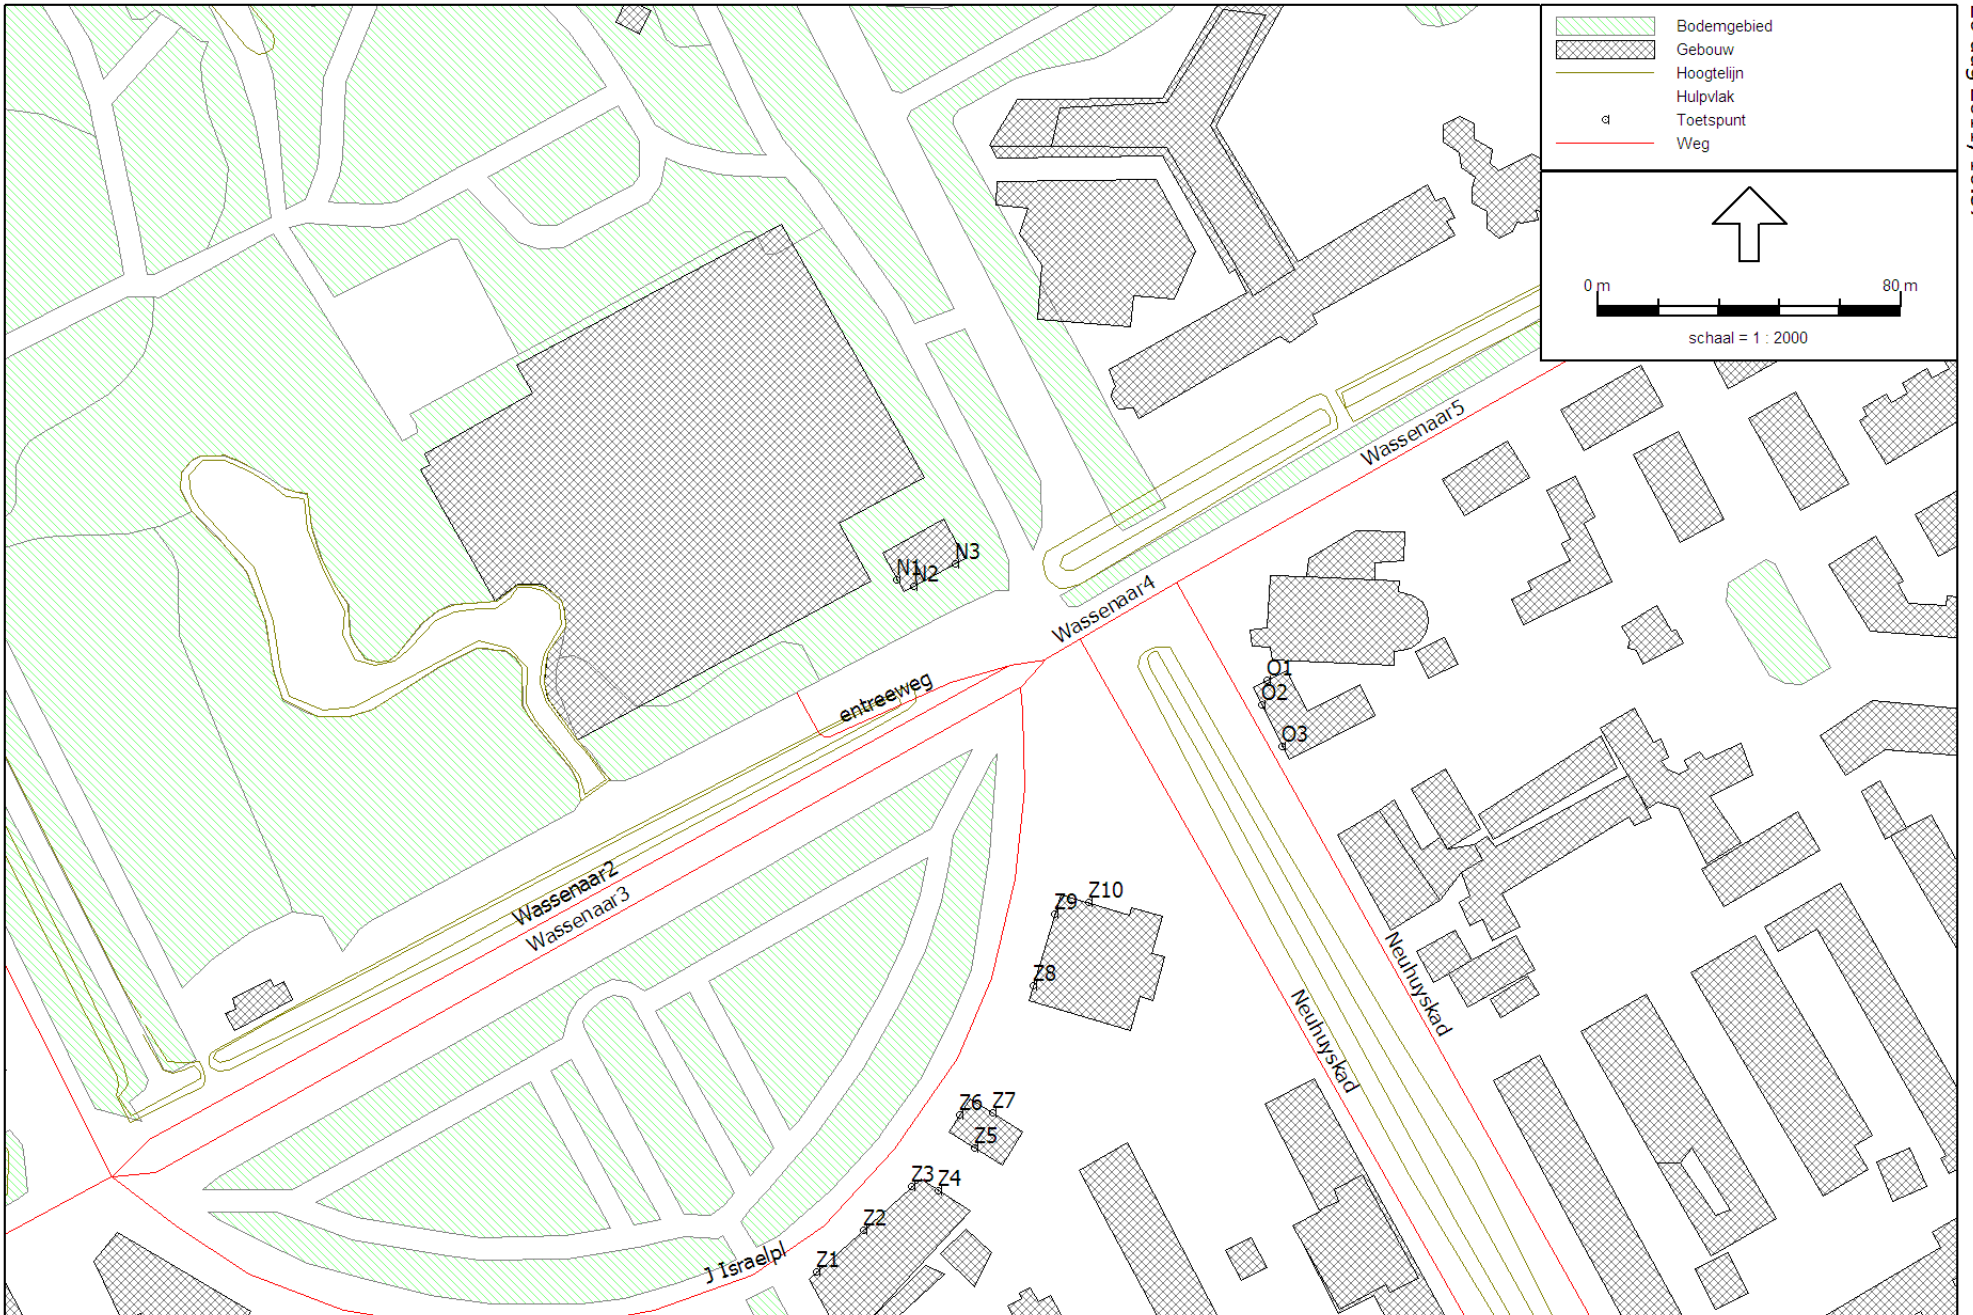 Bodemgebied
Gebouw
Hoogtelijn
Hulpvlak
Toetspunt
Weg
0 m
80 m
schaal = 1 : 2000
Wassenaar5
Wassenaar4
N1
N2
N3
entreeweg
O1
O2
O3
Wassenaar2
Wassenaar3
Z10
Z9
Z8
Neuhuyskad
Neuhuyskad
Z6
Z7
Z5
Z3
Z4
Z2
Z1
J Israelpl